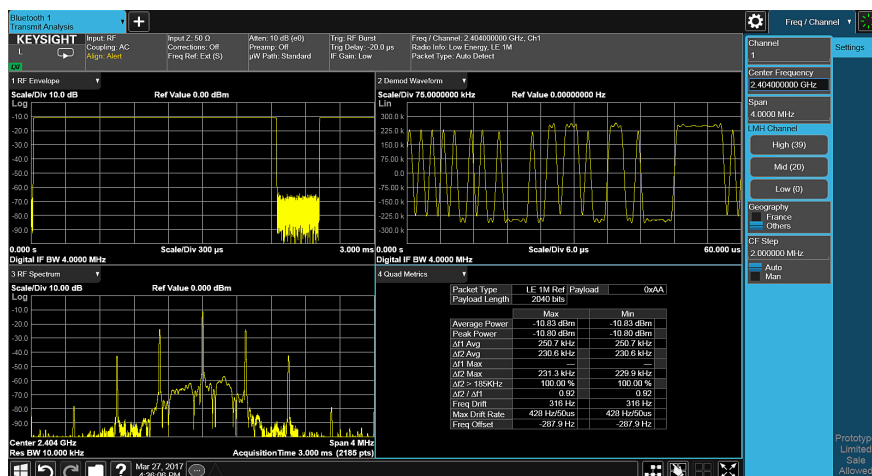 Bluetooth 1
Transmit Analysis
Freq / Channel
KEYSIGHT
L
LXI
Input: RF
Coupling: AC
Align: Alert
Input Z: 50 Ω
Corrections: Off
Freq Ref: Ext (S)
Atten: 10 dB (e0)
Preamp: Off
µW Path: Standard
Trig: RF Burst
Trig Delay: -20.0 µs
IF Gain: Low
Freq / Channel: 2.404000000 GHz, Ch1
Radio Info: Low Energy, LE 1M
Packet Type: Auto Detect
1 RF Envelope
Scale/Div 10.0 dB
Ref Value 0.00 dBm
Log
-10.0
-20.0
-30.0
-40.0
-50.0
-60.0
-70.0
-80.0
-90.0
0.000 s
Scale/Div 300 µs
3.000 ms
Digital IF BW 4.0000 MHz
2 Demod Waveform
Scale/Div 75.0000000 kHz
Ref Value 0.00000000 Hz
Lin
300.0 k
225.0 k
150.0 k
75.00 k
0.0
-75.00 k
-150.0 k
-225.0 k
-300.0 k
0.000 s
Scale/Div 6.0 µs
60.000 us
Digital IF BW 4.0000 MHz
3 RF Spectrum
Scale/Div 10.00 dB
Ref Value 0.000 dBm
Log
-10.0
-20.0
-30.0
-40.0
-50.0
-60.0
-70.0
-80.0
-90.0
Center 2.404 GHz
Span 4 MHz
Res BW 10.000 kHz
Acquisition Time 3.000 ms (2185 pts)
4 Quad Metrics
Packet Type LE 1M Ref Payload 0xAA
Payload Length 2040 bits
Max Min
Average Power -10.83 dBm -10.83 dBm
Peak Power -10.80 dBm -10.80 dBm
Δf1 Avg 250.7 kHz 250.7 kHz
Δf2 Avg 230.6 kHz 230.6 kHz
Δf1 Max --- ---
Δf2 Max 231.3 kHz 229.9 kHz
Δf2 > 185KHz 100.00 % 100.00 %
Δf2 / Δf1 0.92 0.92
Freq Drift 316 Hz 316 Hz
Max Drift Rate 428 Hz/50us 428 Hz/50us
Freq Offset -287.9 Hz -287.9 Hz
Channel
1
Center Frequency
2.404000000 GHz
Span
4.0000 MHz
LMH Channel
High (39)
Mid (20)
Low (0)
Geography
France
Others
CF Step
2.000000 MHz
Auto
Man
Settings
Prototyp
Limited
Sale
Allowed
?
Mar 27, 2017
4:36:06 PM